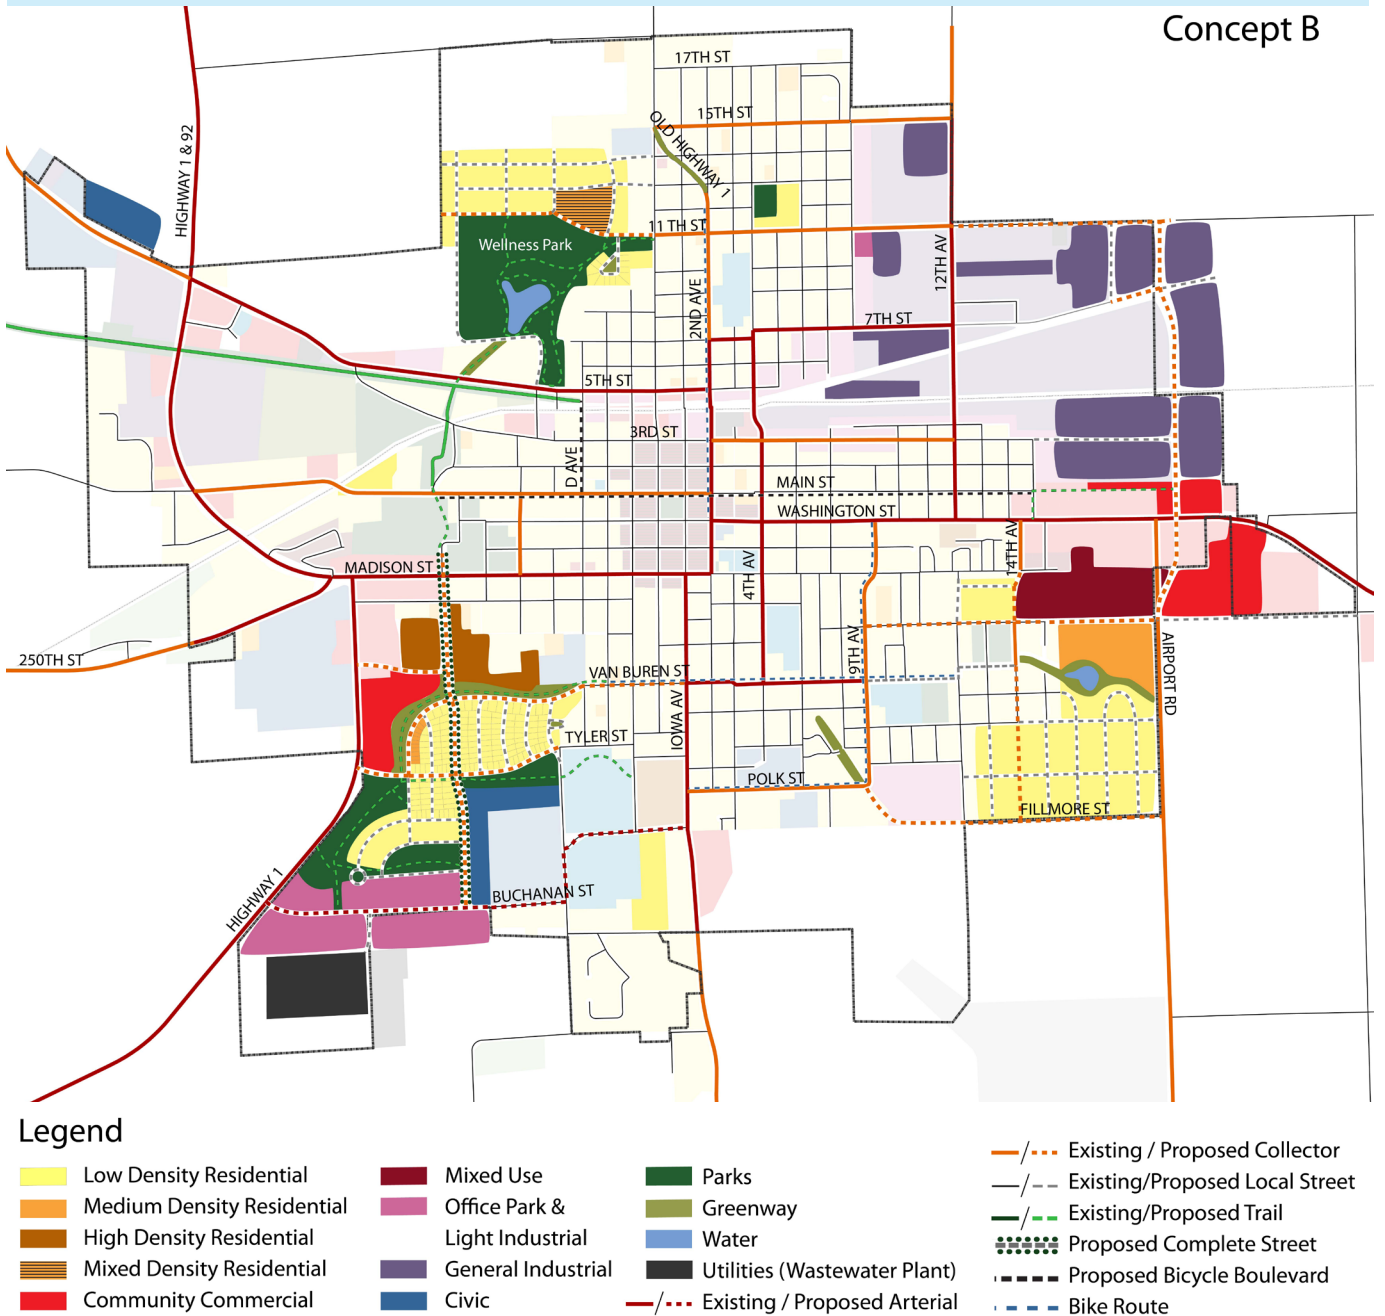 Concept B
17TH ST
15TH ST
OLD HIGHWAY 1
HIGHWAY 1 & 92
11 TH ST
Wellness Park
12TH AV
2ND AVE
7TH ST
5TH ST
3RD ST
D AVE
MAIN ST
WASHINGTON ST
14TH AV
MADISON ST
4TH AV
9TH AV
250TH ST
VAN BUREN ST
AIRPORT RD
IOWA AV
TYLER ST
POLK ST
FILLMORE ST
HIGHWAY 1
BUCHANAN ST
Legend
Low Density Residential
Medium Density Residential
High Density Residential
Mixed Density Residential
Community Commercial
Mixed Use
Office Park &
Light Industrial
General Industrial
Civic
Parks
Greenway
Water
Utilities (Wastewater Plant)
Existing / Proposed Arterial
Existing / Proposed Collector
Existing/Proposed Local Street
Existing/Proposed Trail
Proposed Complete Street
Proposed Bicycle Boulevard
Bike Route